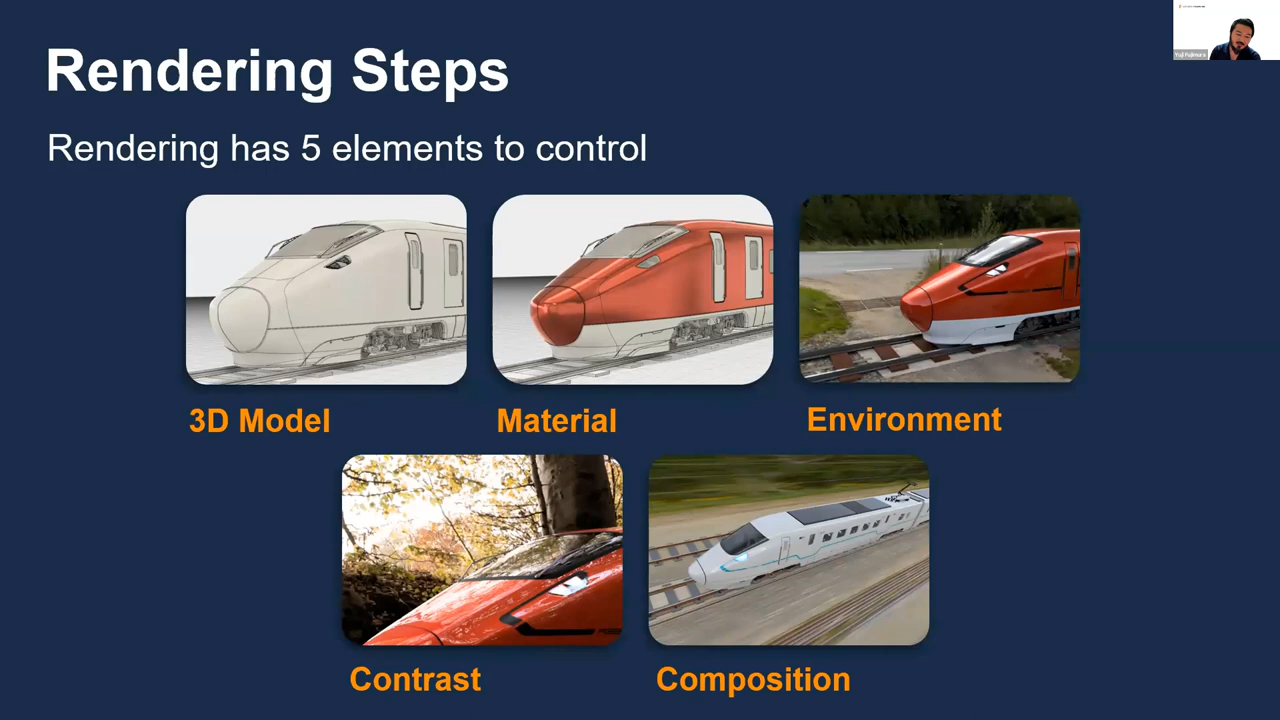 Rendering Steps
Rendering has 5 elements to control
3D Model
Material
Environment
Contrast
Composition